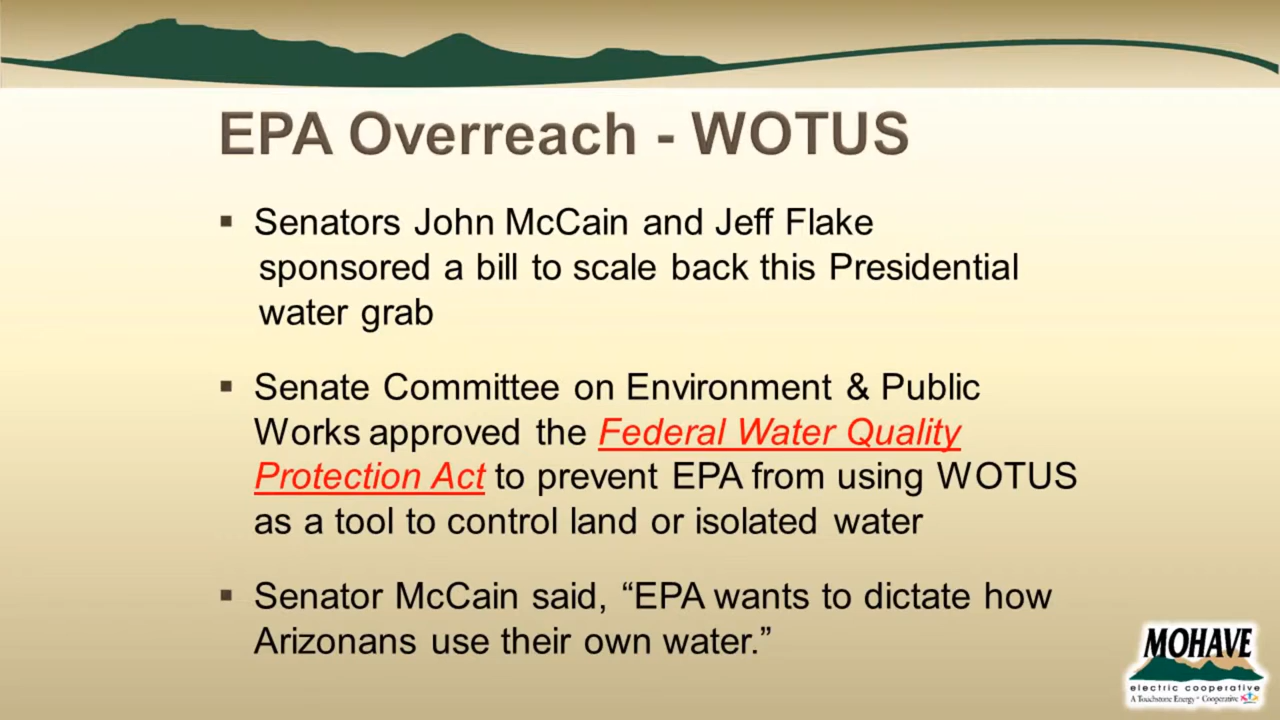 EPA Overreach - WOTUS
▪ Senators John McCain and Jeff Flake
sponsored a bill to scale back this Presidential
water grab
▪ Senate Committee on Environment & Public
Works approved the Federal Water Quality
Protection Act to prevent EPA from using WOTUS
as a tool to control land or isolated water
▪ Senator McCain said, “EPA wants to dictate how
Arizonans use their own water.”
MOHAVE
electric cooperative
A Touchstone Energy® Cooperative